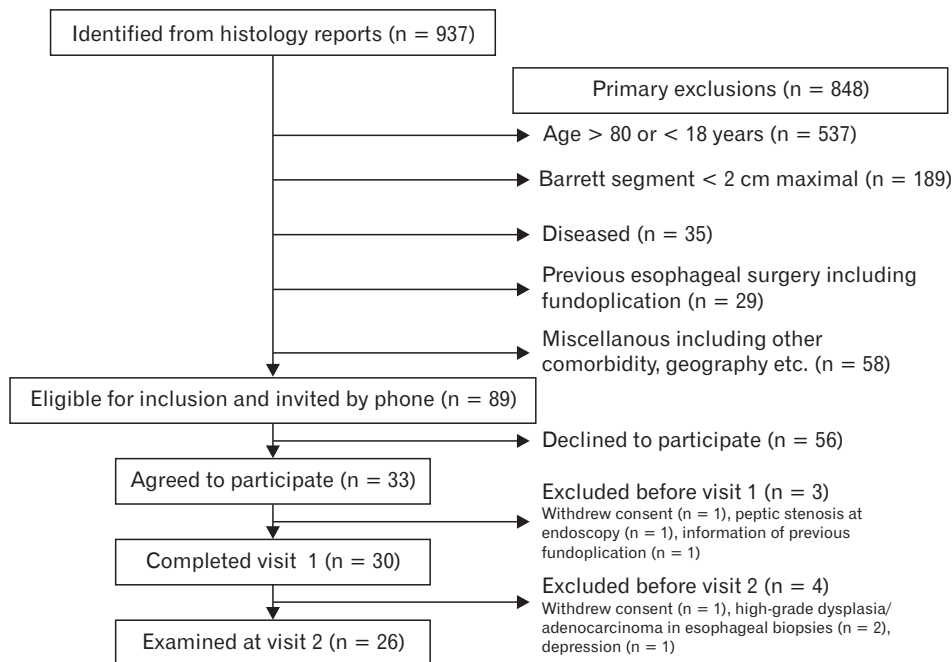 Identified from histology reports (n = 937)
Primary exclusions (n = 848)
Age > 80 or < 18 years (n = 537)
Barrett segment < 2 cm maximal (n = 189)
Diseased (n = 35)
Previous esophageal surgery including
fundoplication (n = 29)
Miscellanous including other
comorbidity, geography etc. (n = 58)
Eligible for inclusion and invited by phone (n = 89)
Declined to participate (n = 56)
Agreed to participate (n = 33)
Excluded before visit 1 (n = 3)
Withdrew consent (n = 1), peptic stenosis at
endoscopy (n = 1), information of previous
fundoplication (n = 1)
Completed visit 1 (n = 30)
Excluded before visit 2 (n = 4)
Withdrew consent (n = 1), high-grade dysplasia/
adenocarcinoma in esophageal biopsies (n = 2),
depression (n = 1)
Examined at visit 2 (n = 26)